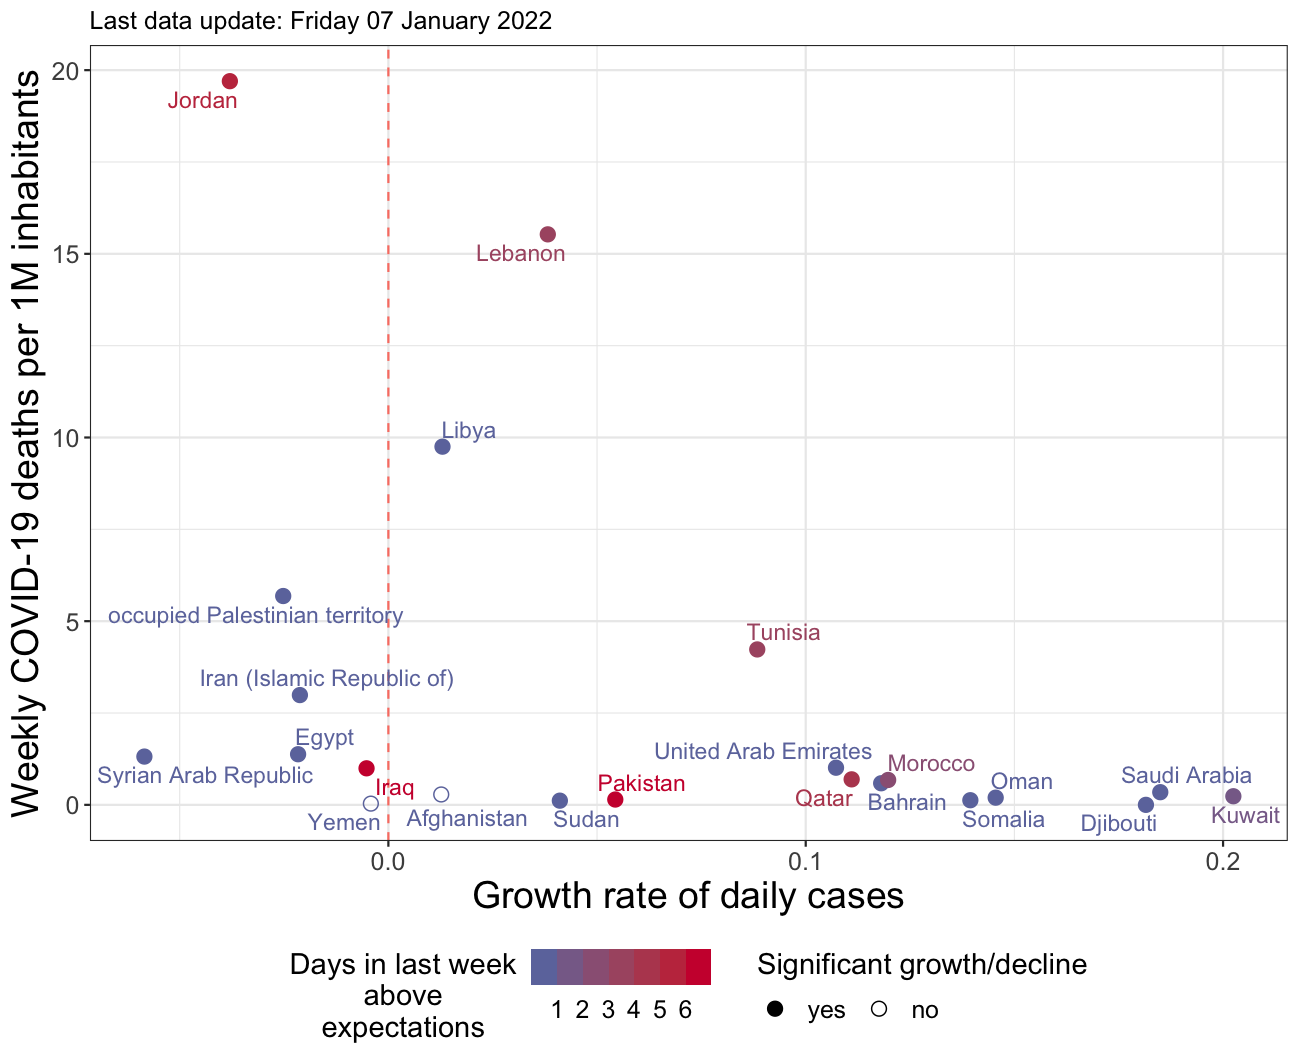 Last data update: Friday 07 January 2022
Weekly COVID-19 deaths per 1M inhabitants
20
Jordan
15
Lebanon
10
Libya
occupied Palestinian territory
5
Tunisia
Iran (Islamic Republic of)
Egypt
Syrian Arab Republic
United Arab Emirates
Morocco
Iraq
Pakistan
Qatar
Bahrain
Oman
Saudi Arabia
0
Yemen
Afghanistan
Sudan
Somalia
Djibouti
Kuwait
0.0 0.1 0.2
Growth rate of daily cases
Days in last week
above
expectations
1 2 3 4 5 6
Significant growth/decline
yes no